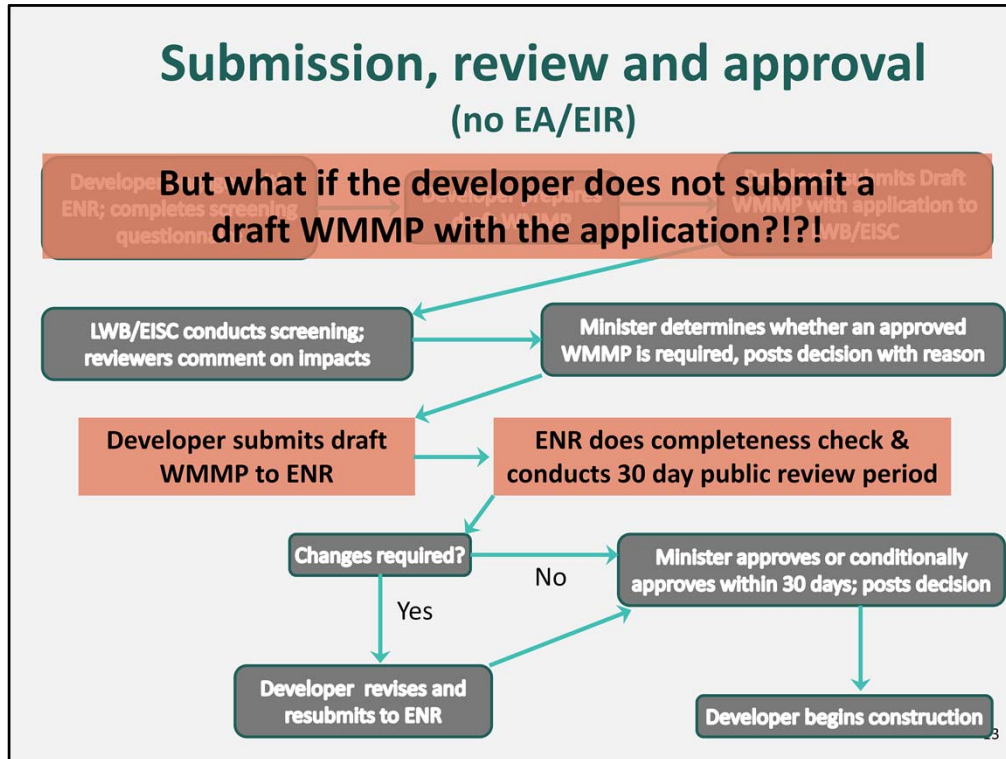 Submission, review and approval
(no EA/EIR)
But what if the developer does not submit a
draft WMMP with the application?!?!
ENR; completes screening
LWB/EISC conducts screening;
reviewers comment on impacts
Minister determines whether an approved
WMMP is required, posts decision with reason
Developer submits draft
WMMP to ENR
ENR does completeness check &
conducts 30 day public review period
Changes required?
No
Minister approves or conditionally
approves within 30 days; posts decision
Yes
Developer revises and
resubmits to ENR
Developer begins construction